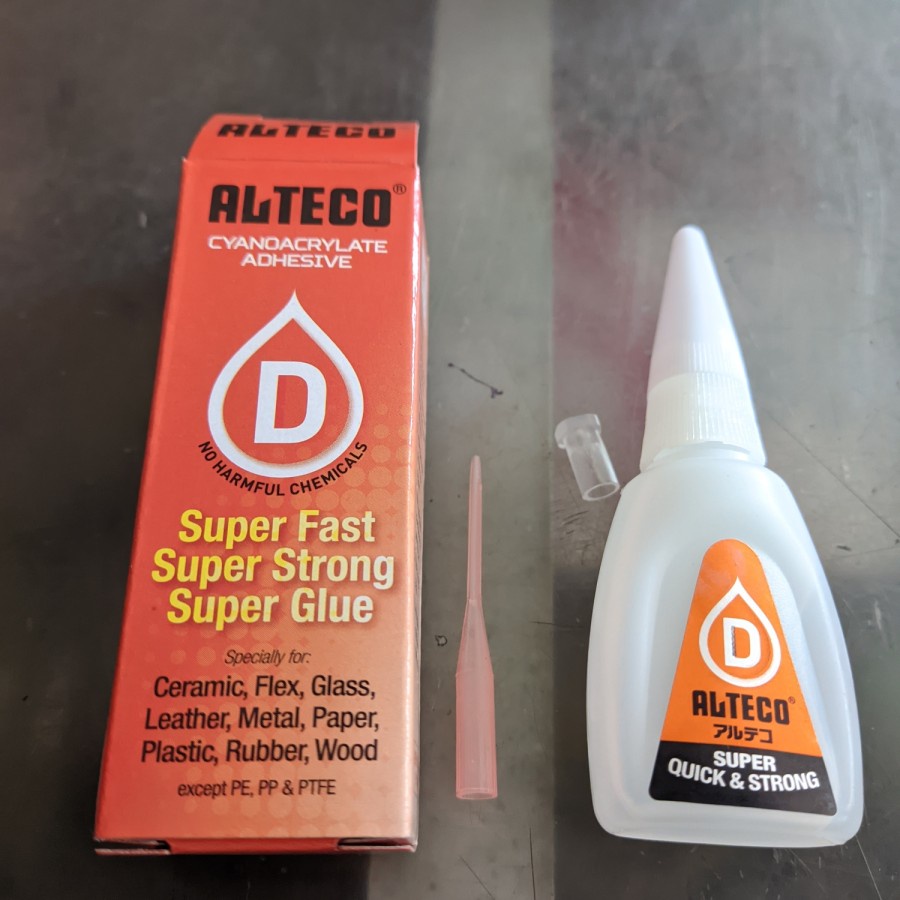 ALTECO
ALTECO®
CYANOACRYLATE
ADHESIVE
D
NO HARMFUL CHEMICALS
Super Fast
Super Strong
Super Glue
Specially for:
Ceramic, Flex, Glass,
Leather, Metal, Paper,
Plastic, Rubber, Wood
except PE, PP & PTFE
D
ALTECO®
アルテコ
SUPER
QUICK & STRONG